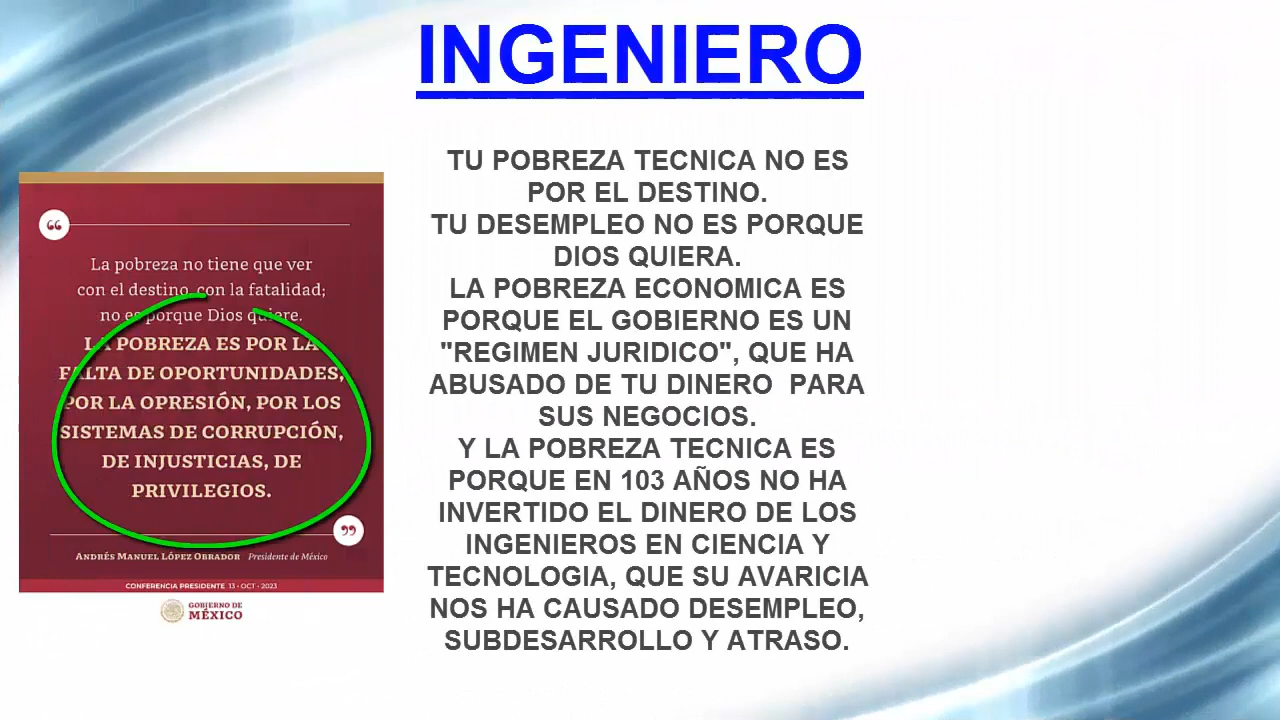 INGENIERO
“
La pobreza no tiene que ver
con el destino, con la fatalidad;
no es porque Dios quiere.
LA POBREZA ES POR LA
FALTA DE OPORTUNIDADES,
POR LA OPRESIÓN, POR LOS
SISTEMAS DE CORRUPCIÓN,
DE INJUSTICIAS, DE
PRIVILEGIOS.
”
ANDRÉS MANUEL LÓPEZ OBRADOR Presidente de México
CONFERENCIA PRESIDENTE 13 · OCT · 2023
GOBIERNO DE
MÉXICO
TU POBREZA TECNICA NO ES
POR EL DESTINO.
TU DESEMPLEO NO ES PORQUE
DIOS QUIERA.
LA POBREZA ECONOMICA ES
PORQUE EL GOBIERNO ES UN
"REGIMEN JURIDICO", QUE HA
ABUSADO DE TU DINERO PARA
SUS NEGOCIOS.
Y LA POBREZA TECNICA ES
PORQUE EN 103 AÑOS NO HA
INVERTIDO EL DINERO DE LOS
INGENIEROS EN CIENCIA Y
TECNOLOGIA, QUE SU AVARICIA
NOS HA CAUSADO DESEMPLEO,
SUBDESARROLLO Y ATRASO.